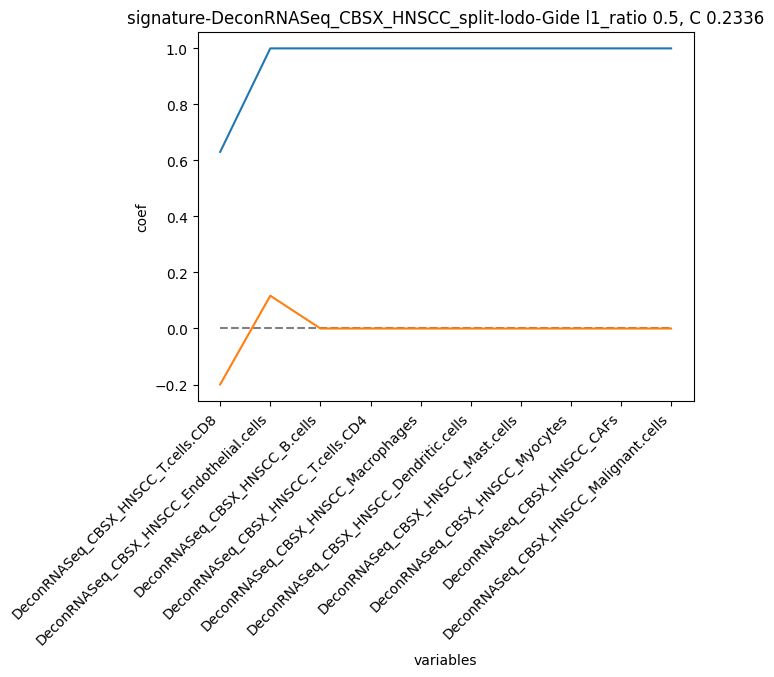 signature-DeconRNASeq_CBSX_HNSCC_split-lodo-Gide l1_ratio 0.5, C 0.2336
1.0
0.8
0.6
0.4
0.2
0.0
−0.2
coef
DeconRNASeq_CBSX_HNSCC_T.cells.CD8
DeconRNASeq_CBSX_HNSCC_Endothelial.cells
DeconRNASeq_CBSX_HNSCC_B.cells
DeconRNASeq_CBSX_HNSCC_T.cells.CD4
DeconRNASeq_CBSX_HNSCC_Macrophages
DeconRNASeq_CBSX_HNSCC_Dendritic.cells
DeconRNASeq_CBSX_HNSCC_Mast.cells
DeconRNASeq_CBSX_HNSCC_Myocytes
DeconRNASeq_CBSX_HNSCC_CAFs
DeconRNASeq_CBSX_HNSCC_Malignant.cells
variables